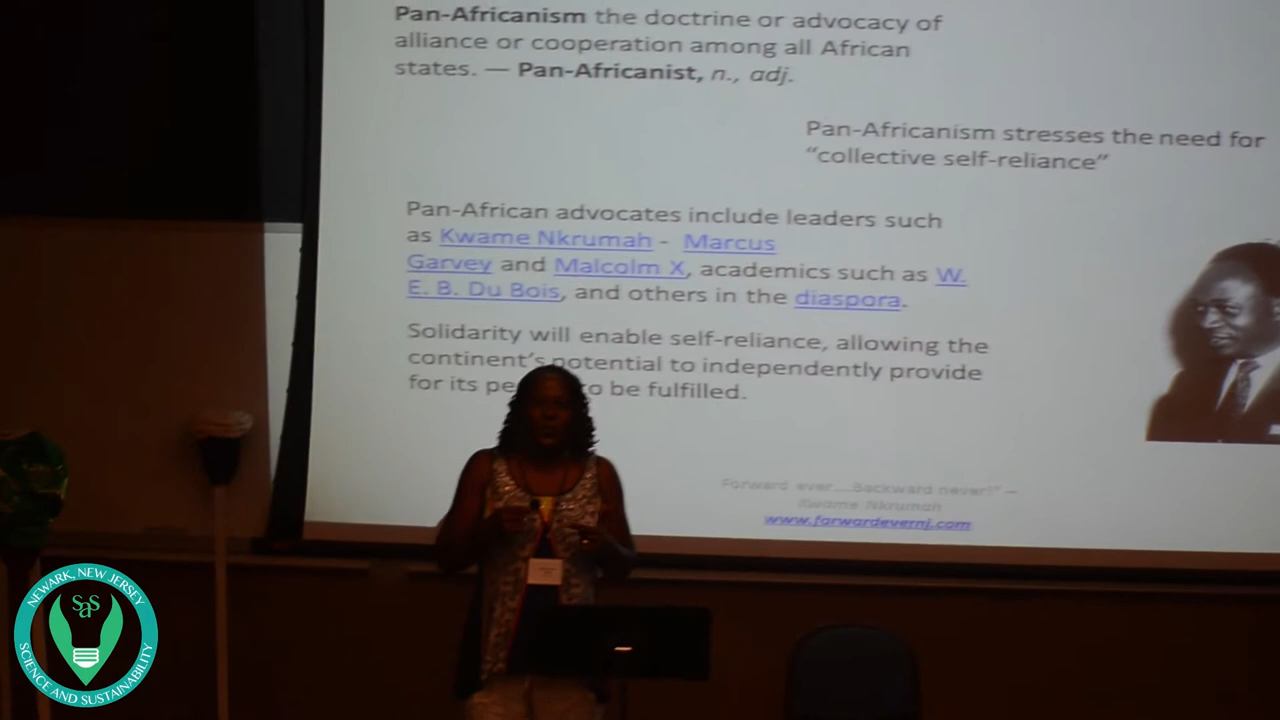 Pan-Africanism the doctrine or advocacy of
alliance or cooperation among all African
states. — Pan-Africanist, n., adj.
Pan-Africanism stresses the need for
“collective self-reliance”
Pan-African advocates include leaders such
as Kwame Nkrumah - Marcus
Garvey and Malcolm X, academics such as W.
E. B. Du Bois, and others in the diaspora.
Solidarity will enable self-reliance, allowing the
continent's potential to independently provide
for its to be fulfilled.
Forward ever....Backward never!" —
Kwame Nkrumah
www.forwardevernj.com
NEWARK, NEW JERSEY
sas
SCIENCE AND SUSTAINABILITY